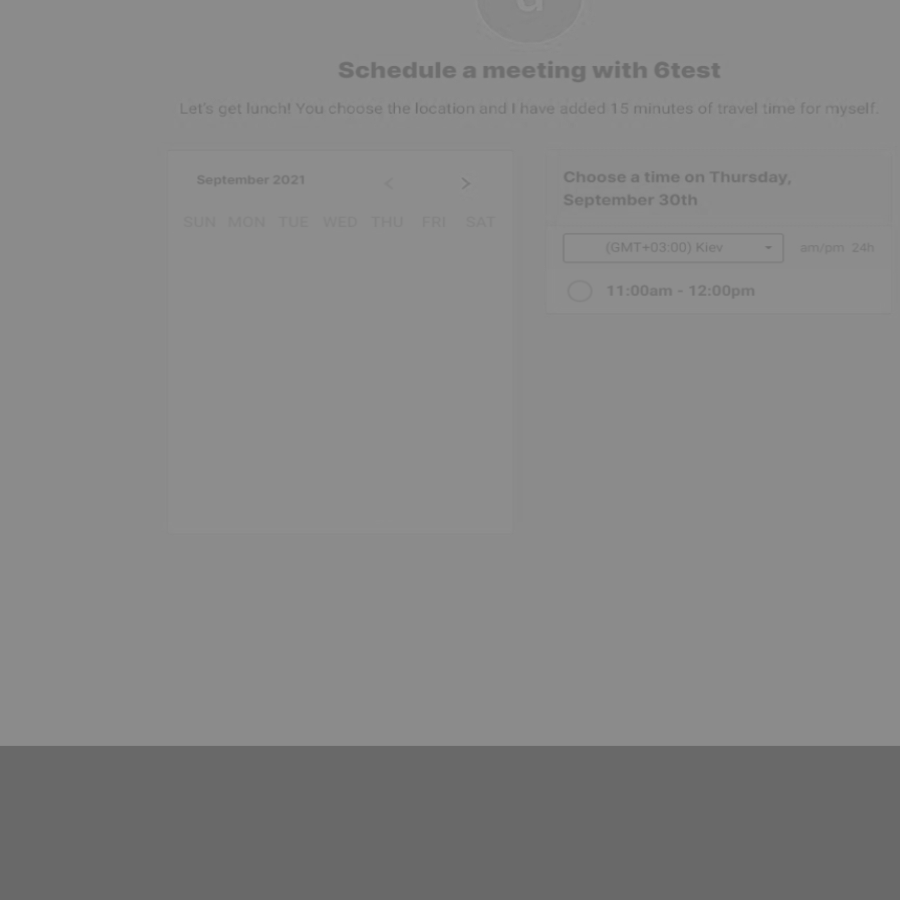 Schedule a meeting with 6test
Let's get lunch! You choose the location and I have added 15 minutes of travel time for myself.
September 2021 < >
SUN MON TUE WED THU FRI SAT
Choose a time on Thursday,
September 30th
(GMT+03:00) Kiev am/pm 24h
11:00am - 12:00pm